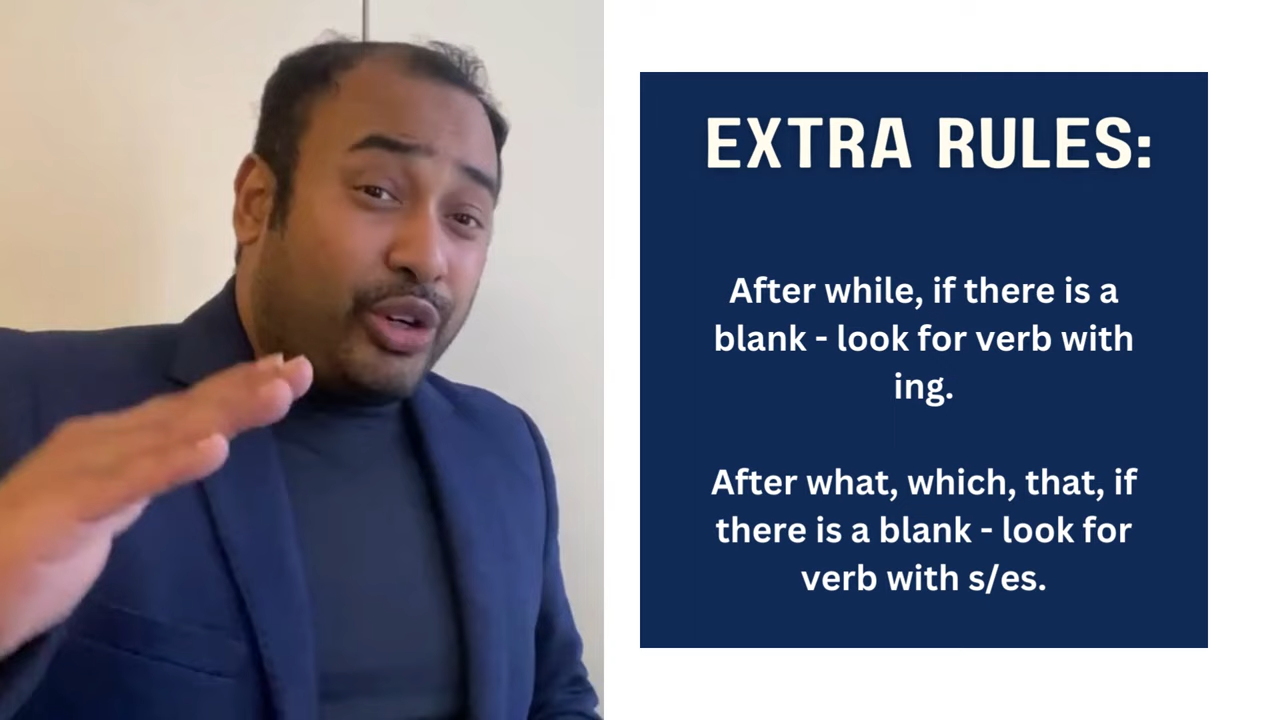 EXTRA RULES:
After while, if there is a
blank - look for verb with
ing.
After what, which, that, if
there is a blank - look for
verb with s/es.